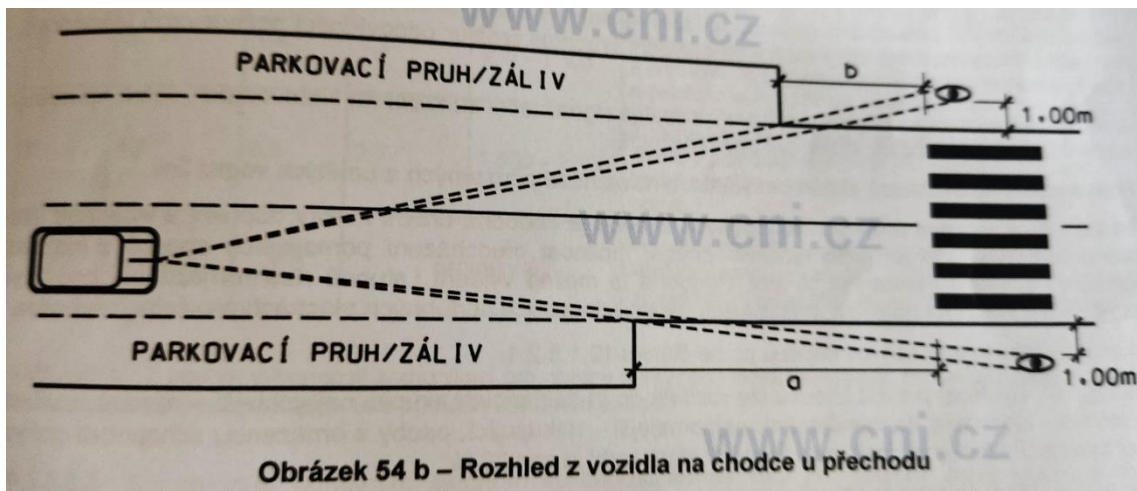 www.cni.cz
PARKOVACÍ PRUH/ZÁLIV
b
1.00m
www.cni.cz
PARKOVACÍ PRUH/ZÁLIV
a
1.00m
www.cni.cz
Obrázek 54 b – Rozhled z vozidla na chodce u přechodu